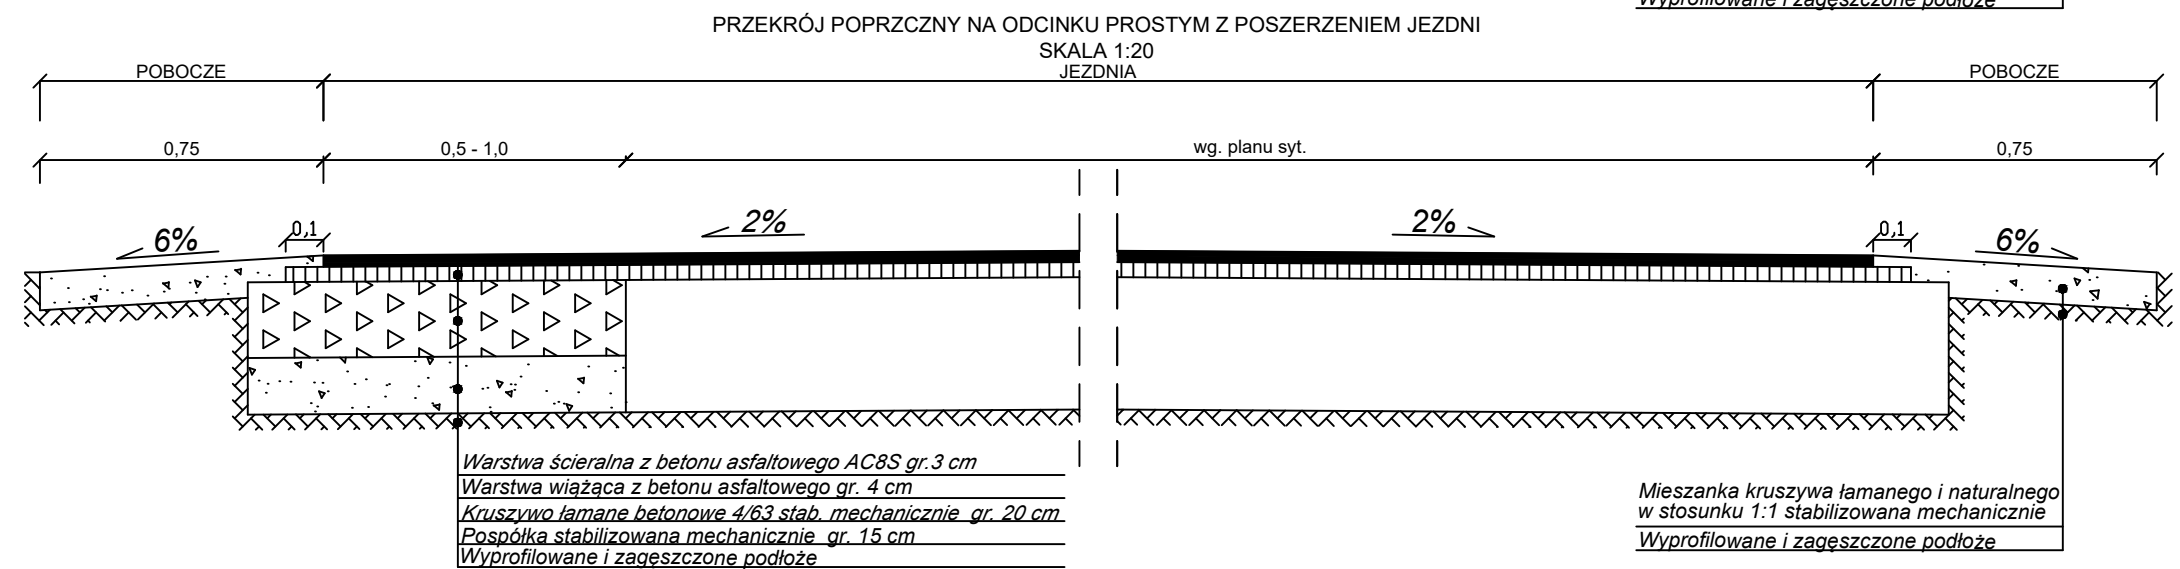 Wyprofilowane i zagęszczone podłoże
PRZEKRÓJ POPRZCZNY NA ODCINKU PROSTYM Z POSZERZENIEM JEZDNI
SKALA 1:20
POBOCZE
JEZDNIA
POBOCZE
0,75
0,5 - 1,0
wg. planu syt.
0,75
6%
0,1
2%
2%
0,1
6%
Warstwa ścieralna z betonu asfaltowego AC8S gr.3 cm
Warstwa wiążąca z betonu asfaltowego gr. 4 cm
Kruszywo łamane betonowe 4/63 stab. mechanicznie gr. 20 cm
Pospółka stabilizowana mechanicznie gr. 15 cm
Wyprofilowane i zagęszczone podłoże
Mieszanka kruszywa łamanego i naturalnego
w stosunku 1:1 stabilizowana mechanicznie
Wyprofilowane i zagęszczone podłoże